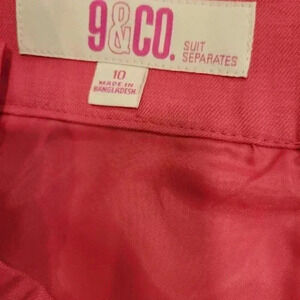 9&CO. SUIT SEPARATES
10
MADE IN
BANGLADESH